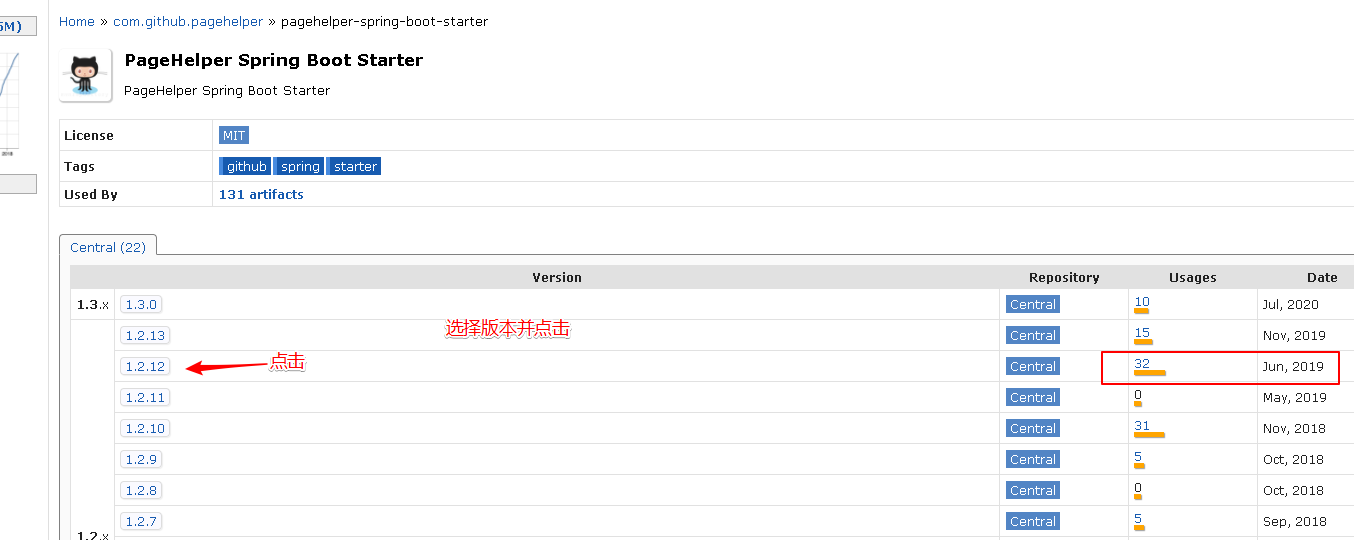 Home » com.github.pagehelper » pagehelper-spring-boot-starter
PageHelper Spring Boot Starter
PageHelper Spring Boot Starter
License MIT
Tags github spring starter
Used By 131 artifacts
Central (22)
Version Repository Usages Date
1.3.x 1.3.0 Central 10 Jul, 2020
1.2.13 Central 15 Nov, 2019
选择版本并点击
1.2.12 Central 32 Jun, 2019
点击
1.2.11 Central 0 May, 2019
1.2.10 Central 31 Nov, 2018
1.2.9 Central 5 Oct, 2018
1.2.8 Central 0 Oct, 2018
1.2.7 Central 5 Sep, 2018
1.2.x